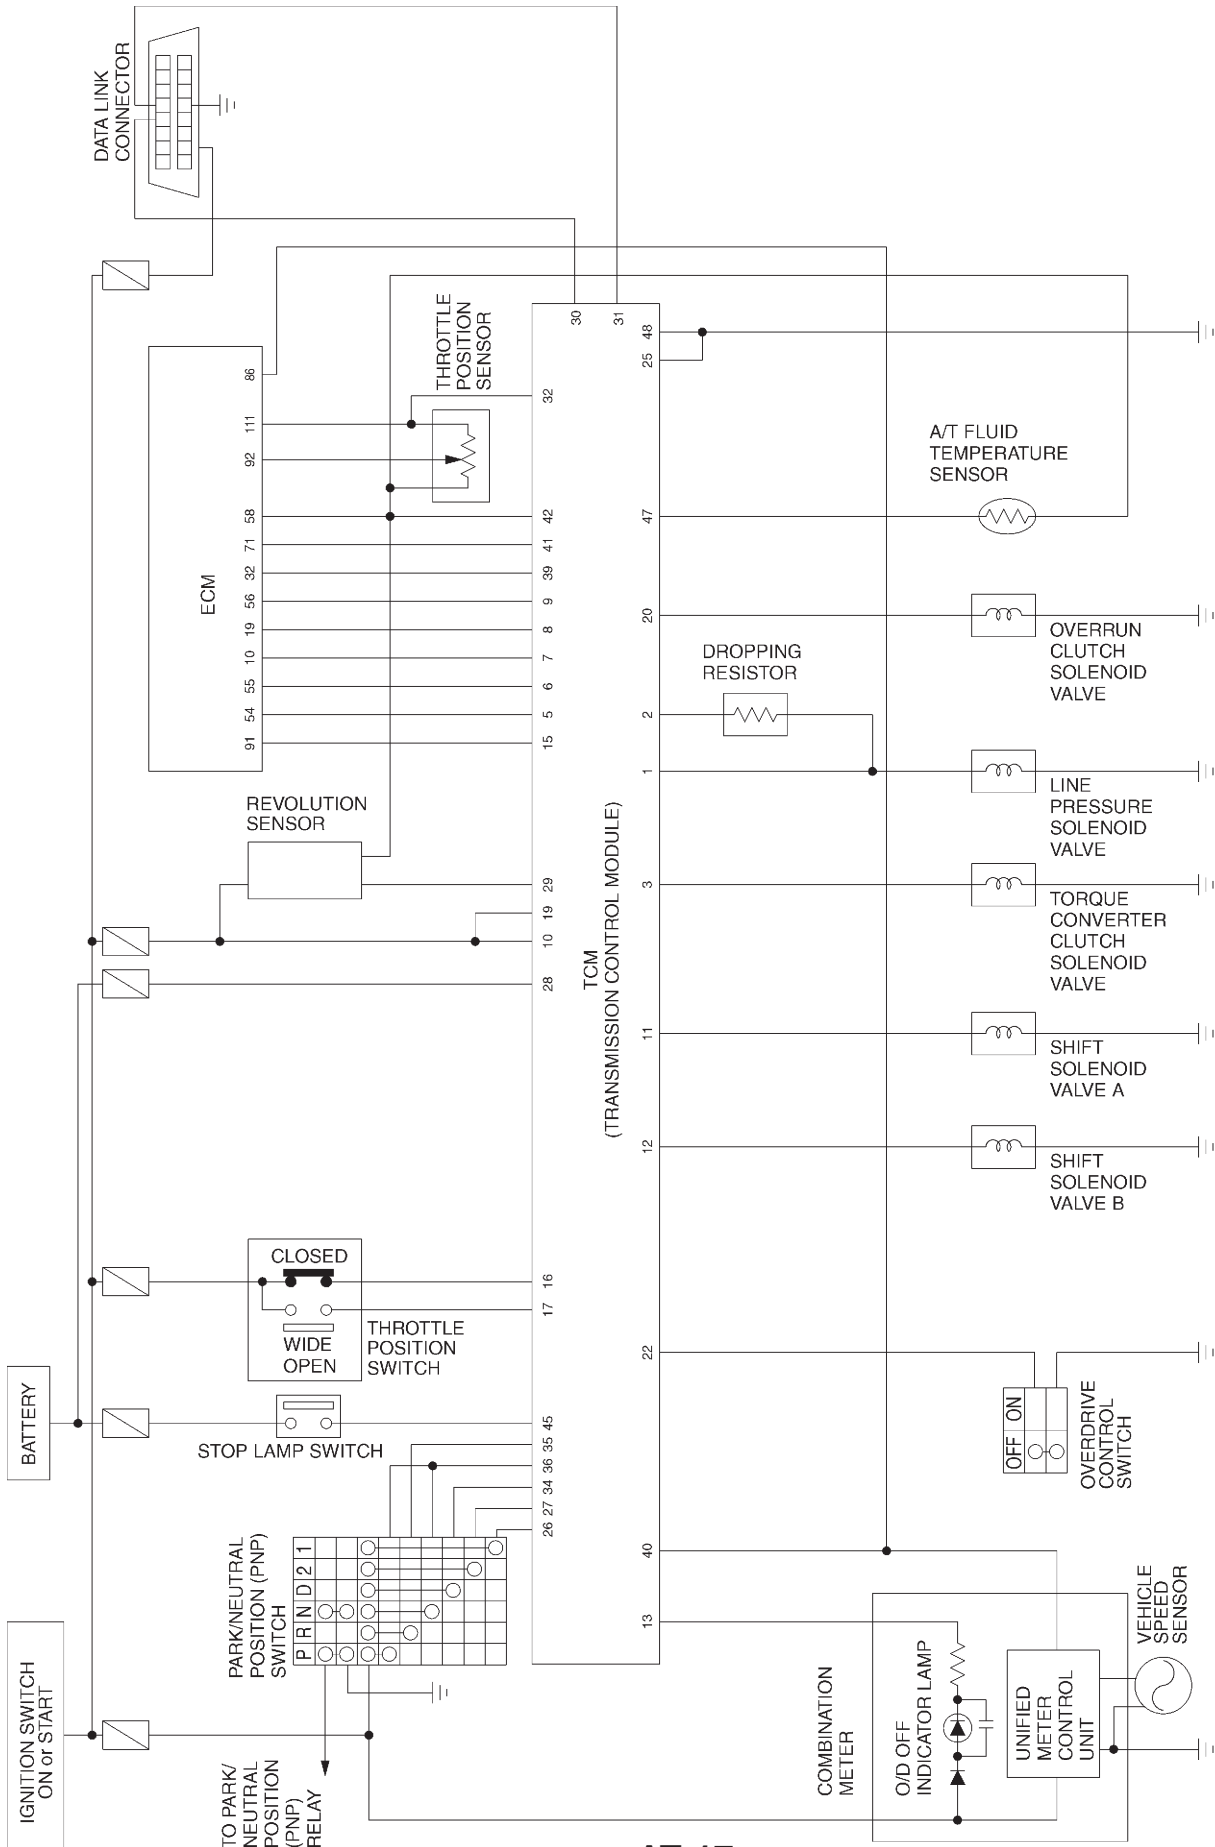 DATA LINK
CONNECTOR
30
31
ECM
86
111
92
58
71
32
56
19
10
55
54
91
THROTTLE
POSITION
SENSOR
32
42
41
39
9
8
7
6
5
15
REVOLUTION
SENSOR
29
19
10
28
CLOSED
WIDE
OPEN
THROTTLE
POSITION
SWITCH
16
17
BATTERY
STOP LAMP SWITCH
45
35
36
34
27
26
PARK/NEUTRAL
POSITION (PNP)
SWITCH
P R N D 2 1
IGNITION SWITCH
ON or START
TO PARK/
NEUTRAL
POSITION
(PNP)
RELAY
TCM
(TRANSMISSION CONTROL MODULE)
48
25
47
20
2
1
3
11
12
22
40
13
A/T FLUID
TEMPERATURE
SENSOR
OVERRUN
CLUTCH
SOLENOID
VALVE
DROPPING
RESISTOR
LINE
PRESSURE
SOLENOID
VALVE
TORQUE
CONVERTER
CLUTCH
SOLENOID
VALVE
SHIFT
SOLENOID
VALVE A
SHIFT
SOLENOID
VALVE B
OFF ON
OVERDRIVE
CONTROL
SWITCH
COMBINATION
METER
O/D OFF
INDICATOR LAMP
UNIFIED
METER
CONTROL
UNIT
VEHICLE
SPEED
SENSOR